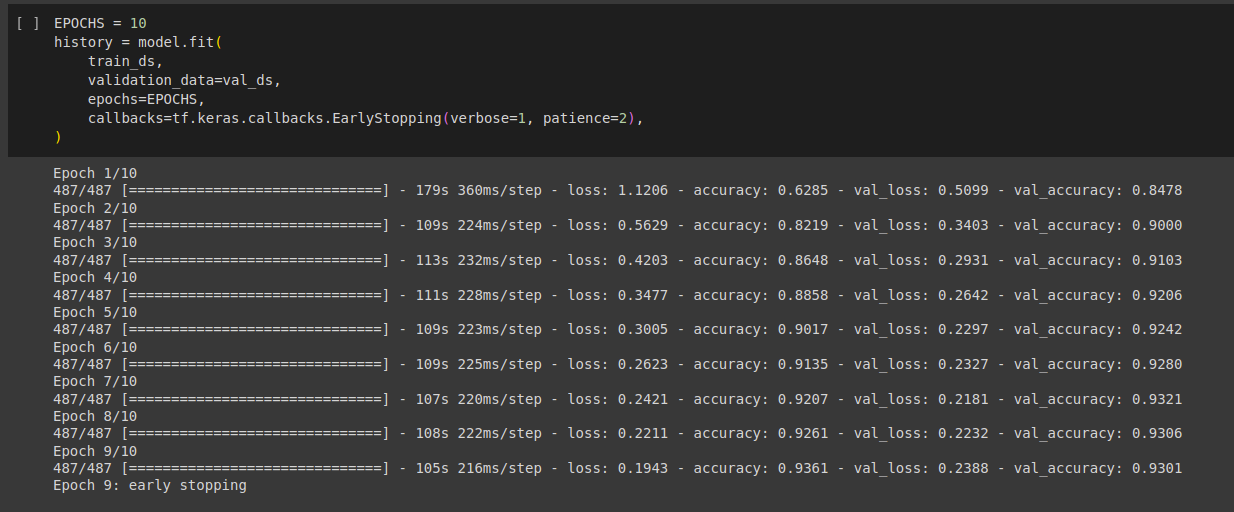 [ ] EPOCHS = 10
history = model.fit(
    train_ds,
    validation_data=val_ds,
    epochs=EPOCHS,
    callbacks=tf.keras.callbacks.EarlyStopping(verbose=1, patience=2),
)
Epoch 1/10
487/487 [==============================] - 179s 360ms/step - loss: 1.1206 - accuracy: 0.6285 - val_loss: 0.5099 - val_accuracy: 0.8478
Epoch 2/10
487/487 [==============================] - 109s 224ms/step - loss: 0.5629 - accuracy: 0.8219 - val_loss: 0.3403 - val_accuracy: 0.9000
Epoch 3/10
487/487 [==============================] - 113s 232ms/step - loss: 0.4203 - accuracy: 0.8648 - val_loss: 0.2931 - val_accuracy: 0.9103
Epoch 4/10
487/487 [==============================] - 111s 228ms/step - loss: 0.3477 - accuracy: 0.8858 - val_loss: 0.2642 - val_accuracy: 0.9206
Epoch 5/10
487/487 [==============================] - 109s 223ms/step - loss: 0.3005 - accuracy: 0.9017 - val_loss: 0.2297 - val_accuracy: 0.9242
Epoch 6/10
487/487 [==============================] - 109s 225ms/step - loss: 0.2623 - accuracy: 0.9135 - val_loss: 0.2327 - val_accuracy: 0.9280
Epoch 7/10
487/487 [==============================] - 107s 220ms/step - loss: 0.2421 - accuracy: 0.9207 - val_loss: 0.2181 - val_accuracy: 0.9321
Epoch 8/10
487/487 [==============================] - 108s 222ms/step - loss: 0.2211 - accuracy: 0.9261 - val_loss: 0.2232 - val_accuracy: 0.9306
Epoch 9/10
487/487 [==============================] - 105s 216ms/step - loss: 0.1943 - accuracy: 0.9361 - val_loss: 0.2388 - val_accuracy: 0.9301
Epoch 9: early stopping